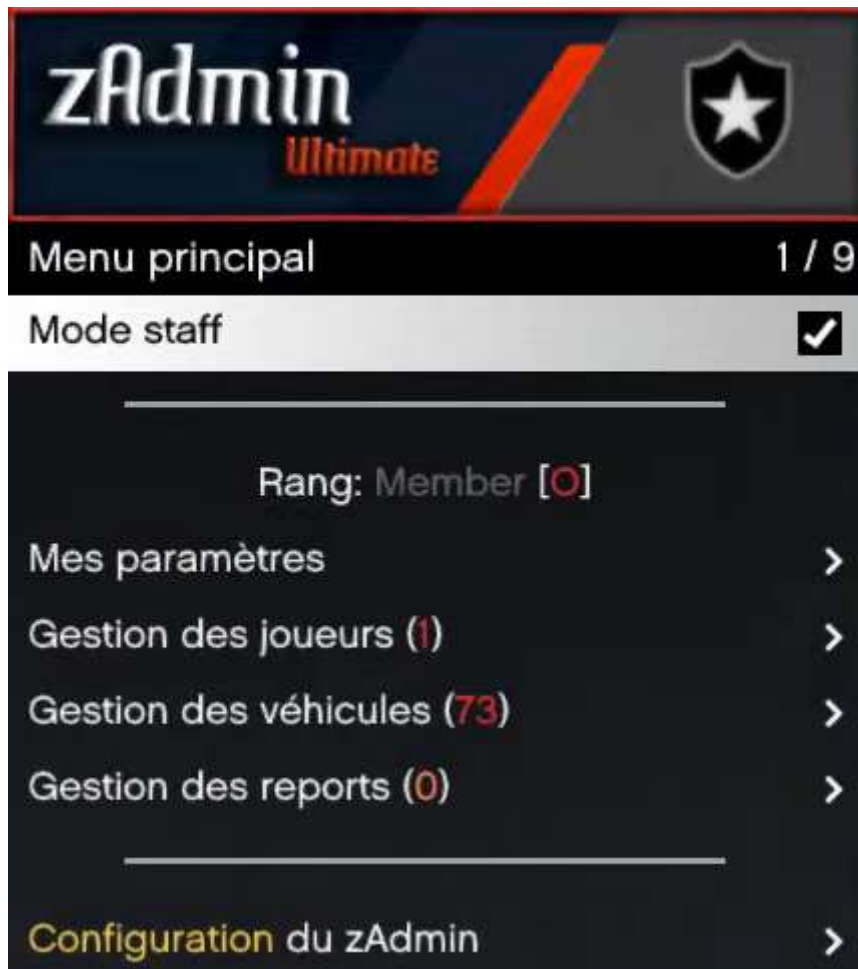 zAdmin
Ultimate
Menu principal 1 / 9
Mode staff
Rang: Member [O]
Mes paramètres
Gestion des joueurs (1)
Gestion des véhicules (73)
Gestion des reports (0)
Configuration du zAdmin